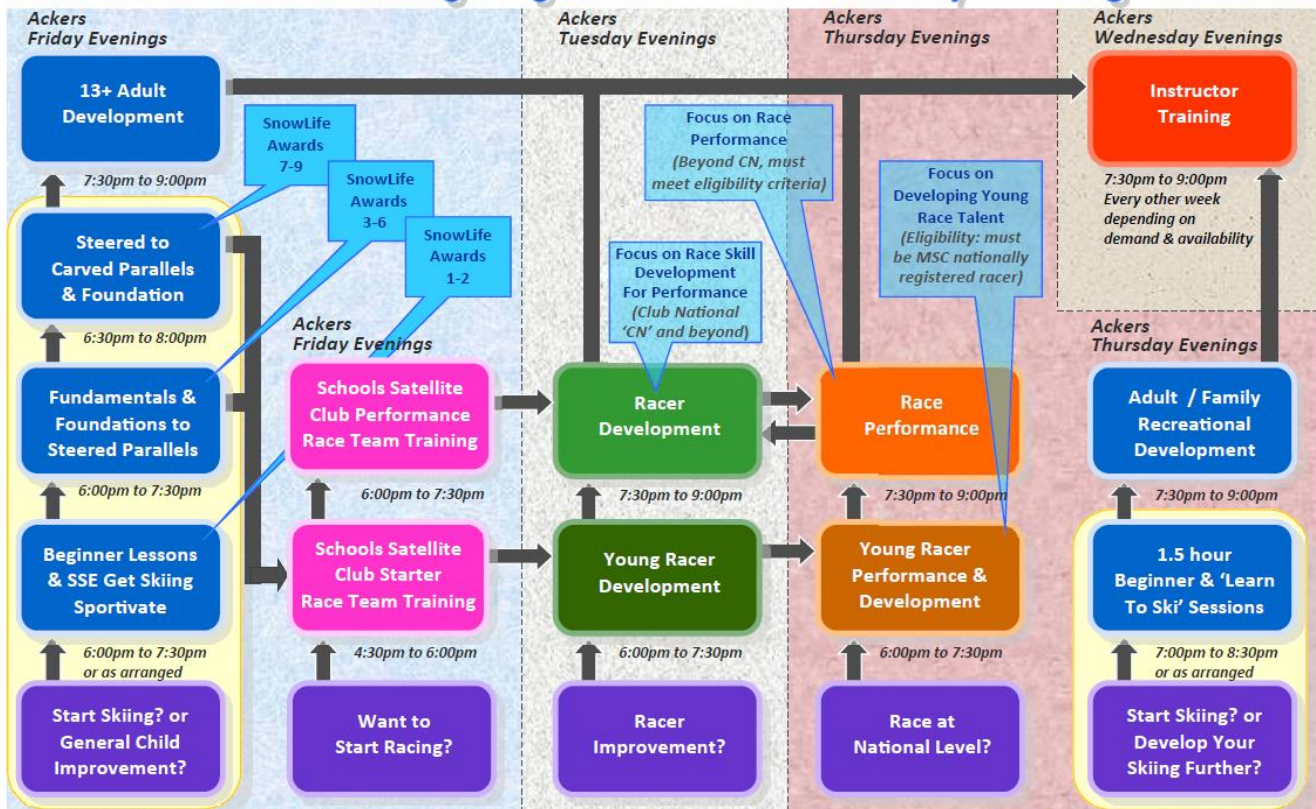 Ackers
Friday Evenings
13+ Adult
Development
7:30pm to 9:00pm
SnowLife
Awards
7-9
Steered to
Carved Parallels
& Foundation
6:30pm to 8:00pm
SnowLife
Awards
3-6
Fundamentals &
Foundations to
Steered Parallels
6:00pm to 7:30pm
SnowLife
Awards
1-2
Beginner Lessons
& SSE Get Skiing
Sportivate
6:00pm to 7:30pm
or as arranged
Start Skiing? or
General Child
Improvement?
Ackers
Friday Evenings
Schools Satellite
Club Performance
Race Team Training
6:00pm to 7:30pm
Schools Satellite
Club Starter
Race Team Training
4:30pm to 6:00pm
Want to
Start Racing?
Ackers
Tuesday Evenings
Focus on Race Skill
Development
For Performance
(Club National
‘CN’ and beyond)
Racer
Development
7:30pm to 9:00pm
Young Racer
Development
6:00pm to 7:30pm
Racer
Improvement?
Ackers
Thursday Evenings
Focus on Race
Performance
(Beyond CN, must
meet eligibility criteria)
Focus on
Developing Young
Race Talent
(Eligibility: must
be MSC nationally
registered racer)
Race
Performance
7:30pm to 9:00pm
Young Racer
Performance &
Development
6:00pm to 7:30pm
Race at
National Level?
Ackers
Wednesday Evenings
Instructor
Training
7:30pm to 9:00pm
Every other week
depending on
demand & availability
Ackers
Thursday Evenings
Adult / Family
Recreational
Development
7:30pm to 9:00pm
1.5 hour
Beginner & ‘Learn
To Ski’ Sessions
7:00pm to 8:30pm
or as arranged
Start Skiing? or
Develop Your
Skiing Further?